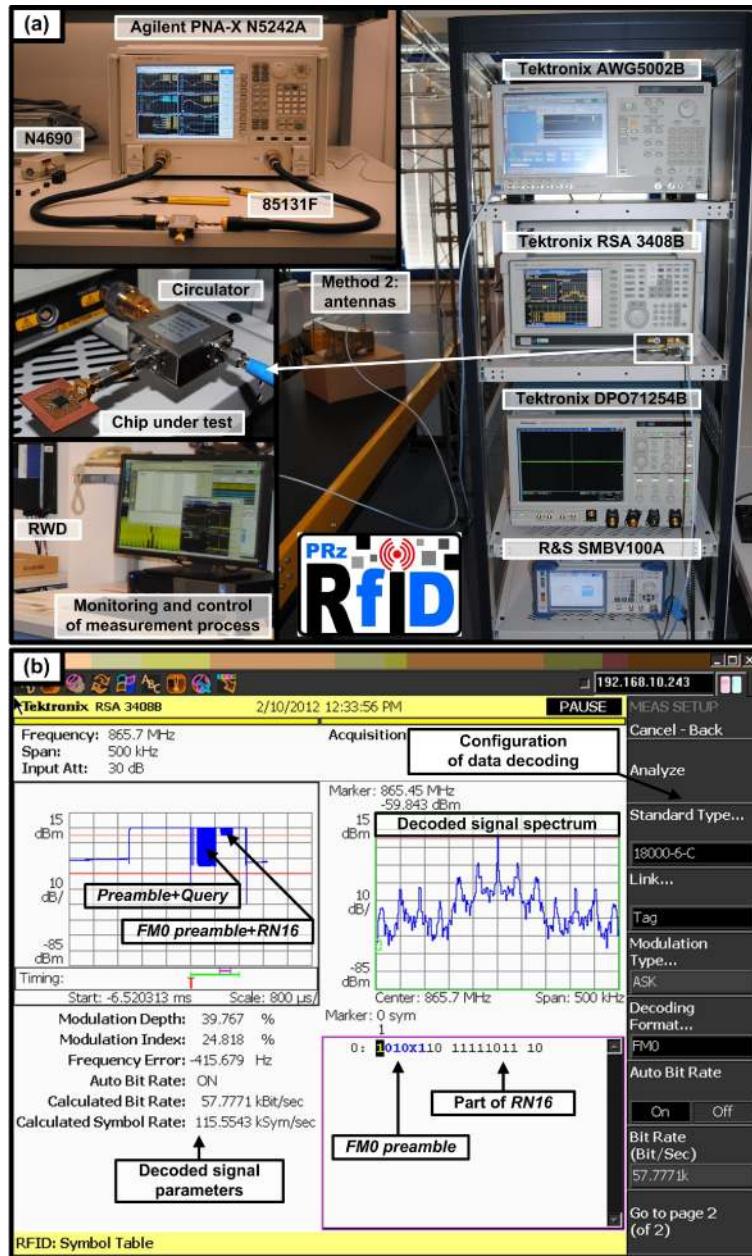 (a)
Agilent PNA-X N5242A
N4690
85131F
Tektronix AWG5002B
Tektronix RSA 3408B
Circulator
Method 2:
antennas
Chip under test
Tektronix DPO71254B
RWD
Monitoring and control
of measurement process
PRz
RfiD
R&S SMBV100A
(b)
192.168.10.243
Tektronix RSA 3408B 2/10/2012 12:33:56 PM PAUSE
MEAS SETUP
Frequency: 865.7 MHz
Span: 500 kHz
Input Att: 30 dB
Acquisition
Configuration
of data decoding
Cancel - Back
Analyze
Standard Type...
18000-6-C
Link...
Tag
Modulation
Type...
ASK
Decoding
Format...
FM0
Auto Bit Rate
On Off
Bit Rate
(Bit/Sec)
57.7771k
Go to page 2
(of 2)
15
dBm
10
dB/
-85
dBm
Preamble+Query
FM0 preamble+RN16
Timing:
Start: -6.520313 ms Scale: 800 µs/
Marker: 865.45 MHz
-59.843 dBm
15
dBm
Decoded signal spectrum
10
dB/
-85
dBm
Center: 865.7 MHz Span: 500 kHz
Modulation Depth: 39.767 %
Modulation Index: 24.818 %
Frequency Error: -415.679 Hz
Auto Bit Rate: ON
Calculated Bit Rate: 57.7771 kBit/sec
Calculated Symbol Rate: 115.5543 kSym/sec
Decoded signal
parameters
Marker: 0 sym
1
0: 1010X110 11111011 10
Part of RN16
FM0 preamble
RFID: Symbol Table